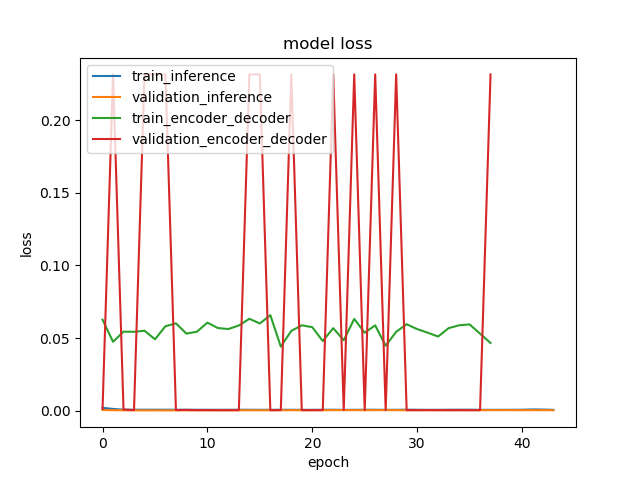 model loss
train_inference
validation_inference
train_encoder_decoder
validation_encoder_decoder
0.20
0.15
0.10
0.05
0.00
loss
0 10 20 30 40
epoch